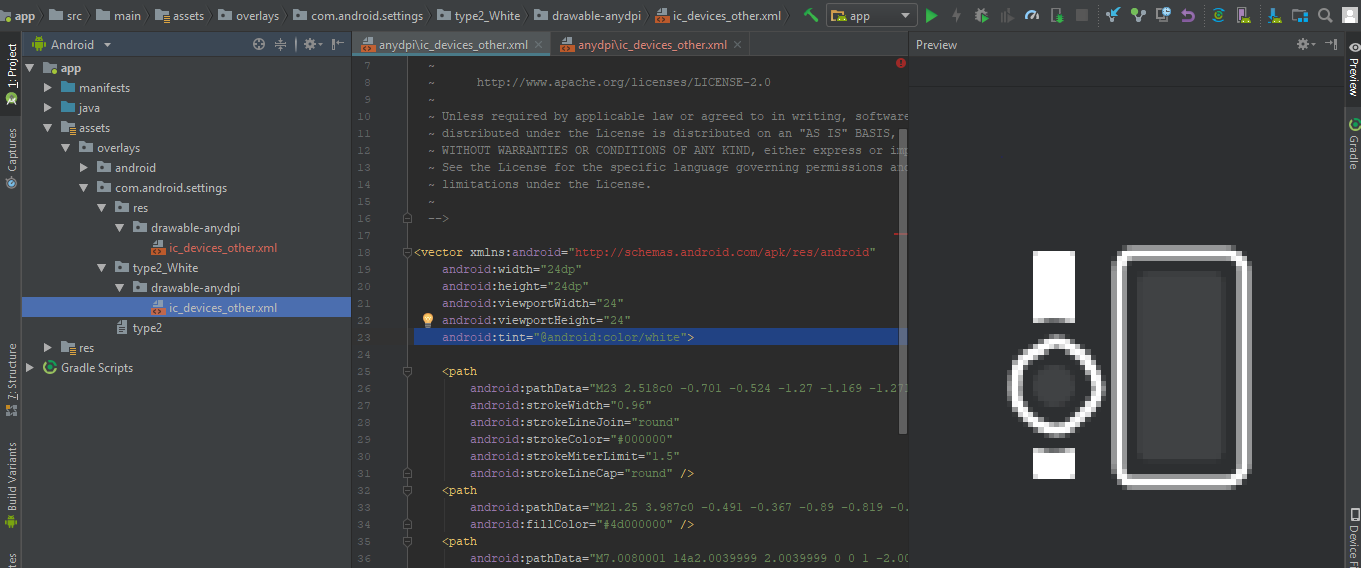 app src main assets overlays com.android.settings type2_White drawable-anydpi ic_devices_other.xml app
Android anydpi\ic_devices_other.xml anydpi\ic_devices_other.xml Preview
1: Project
Captures
7: Structure
Build Variants
app
manifests
java
assets
overlays
android
com.android.settings
res
drawable-anydpi
ic_devices_other.xml
type2_White
drawable-anydpi
ic_devices_other.xml
type2
res
Gradle Scripts
7 ~
8 ~ http://www.apache.org/licenses/LICENSE-2.0
9 ~
10 ~ Unless required by applicable law or agreed to in writing, software
11 ~ distributed under the License is distributed on an "AS IS" BASIS,
12 ~ WITHOUT WARRANTIES OR CONDITIONS OF ANY KIND, either express or imp
13 ~ See the License for the specific language governing permissions and
14 ~ limitations under the License.
15 ~
16 -->
17
18 <vector xmlns:android="http://schemas.android.com/apk/res/android"
19 android:width="24dp"
20 android:height="24dp"
21 android:viewportWidth="24"
22 android:viewportHeight="24"
23 android:tint="@android:color/white">
24
25 <path
26 android:pathData="M23 2.518c0 -0.701 -0.524 -1.27 -1.169 -1.271
27 android:strokeWidth="0.96"
28 android:strokeLineJoin="round"
29 android:strokeColor="#000000"
30 android:strokeMiterLimit="1.5"
31 android:strokeLineCap="round" />
32 <path
33 android:pathData="M21.25 3.987c0 -0.491 -0.367 -0.89 -0.819 -0.
34 android:fillColor="#4d000000" />
35 <path
36 android:pathData="M7.0080001 14a2.0039999 2.0039999 0 0 1 -2.00
Preview
Gradle
Device Fi